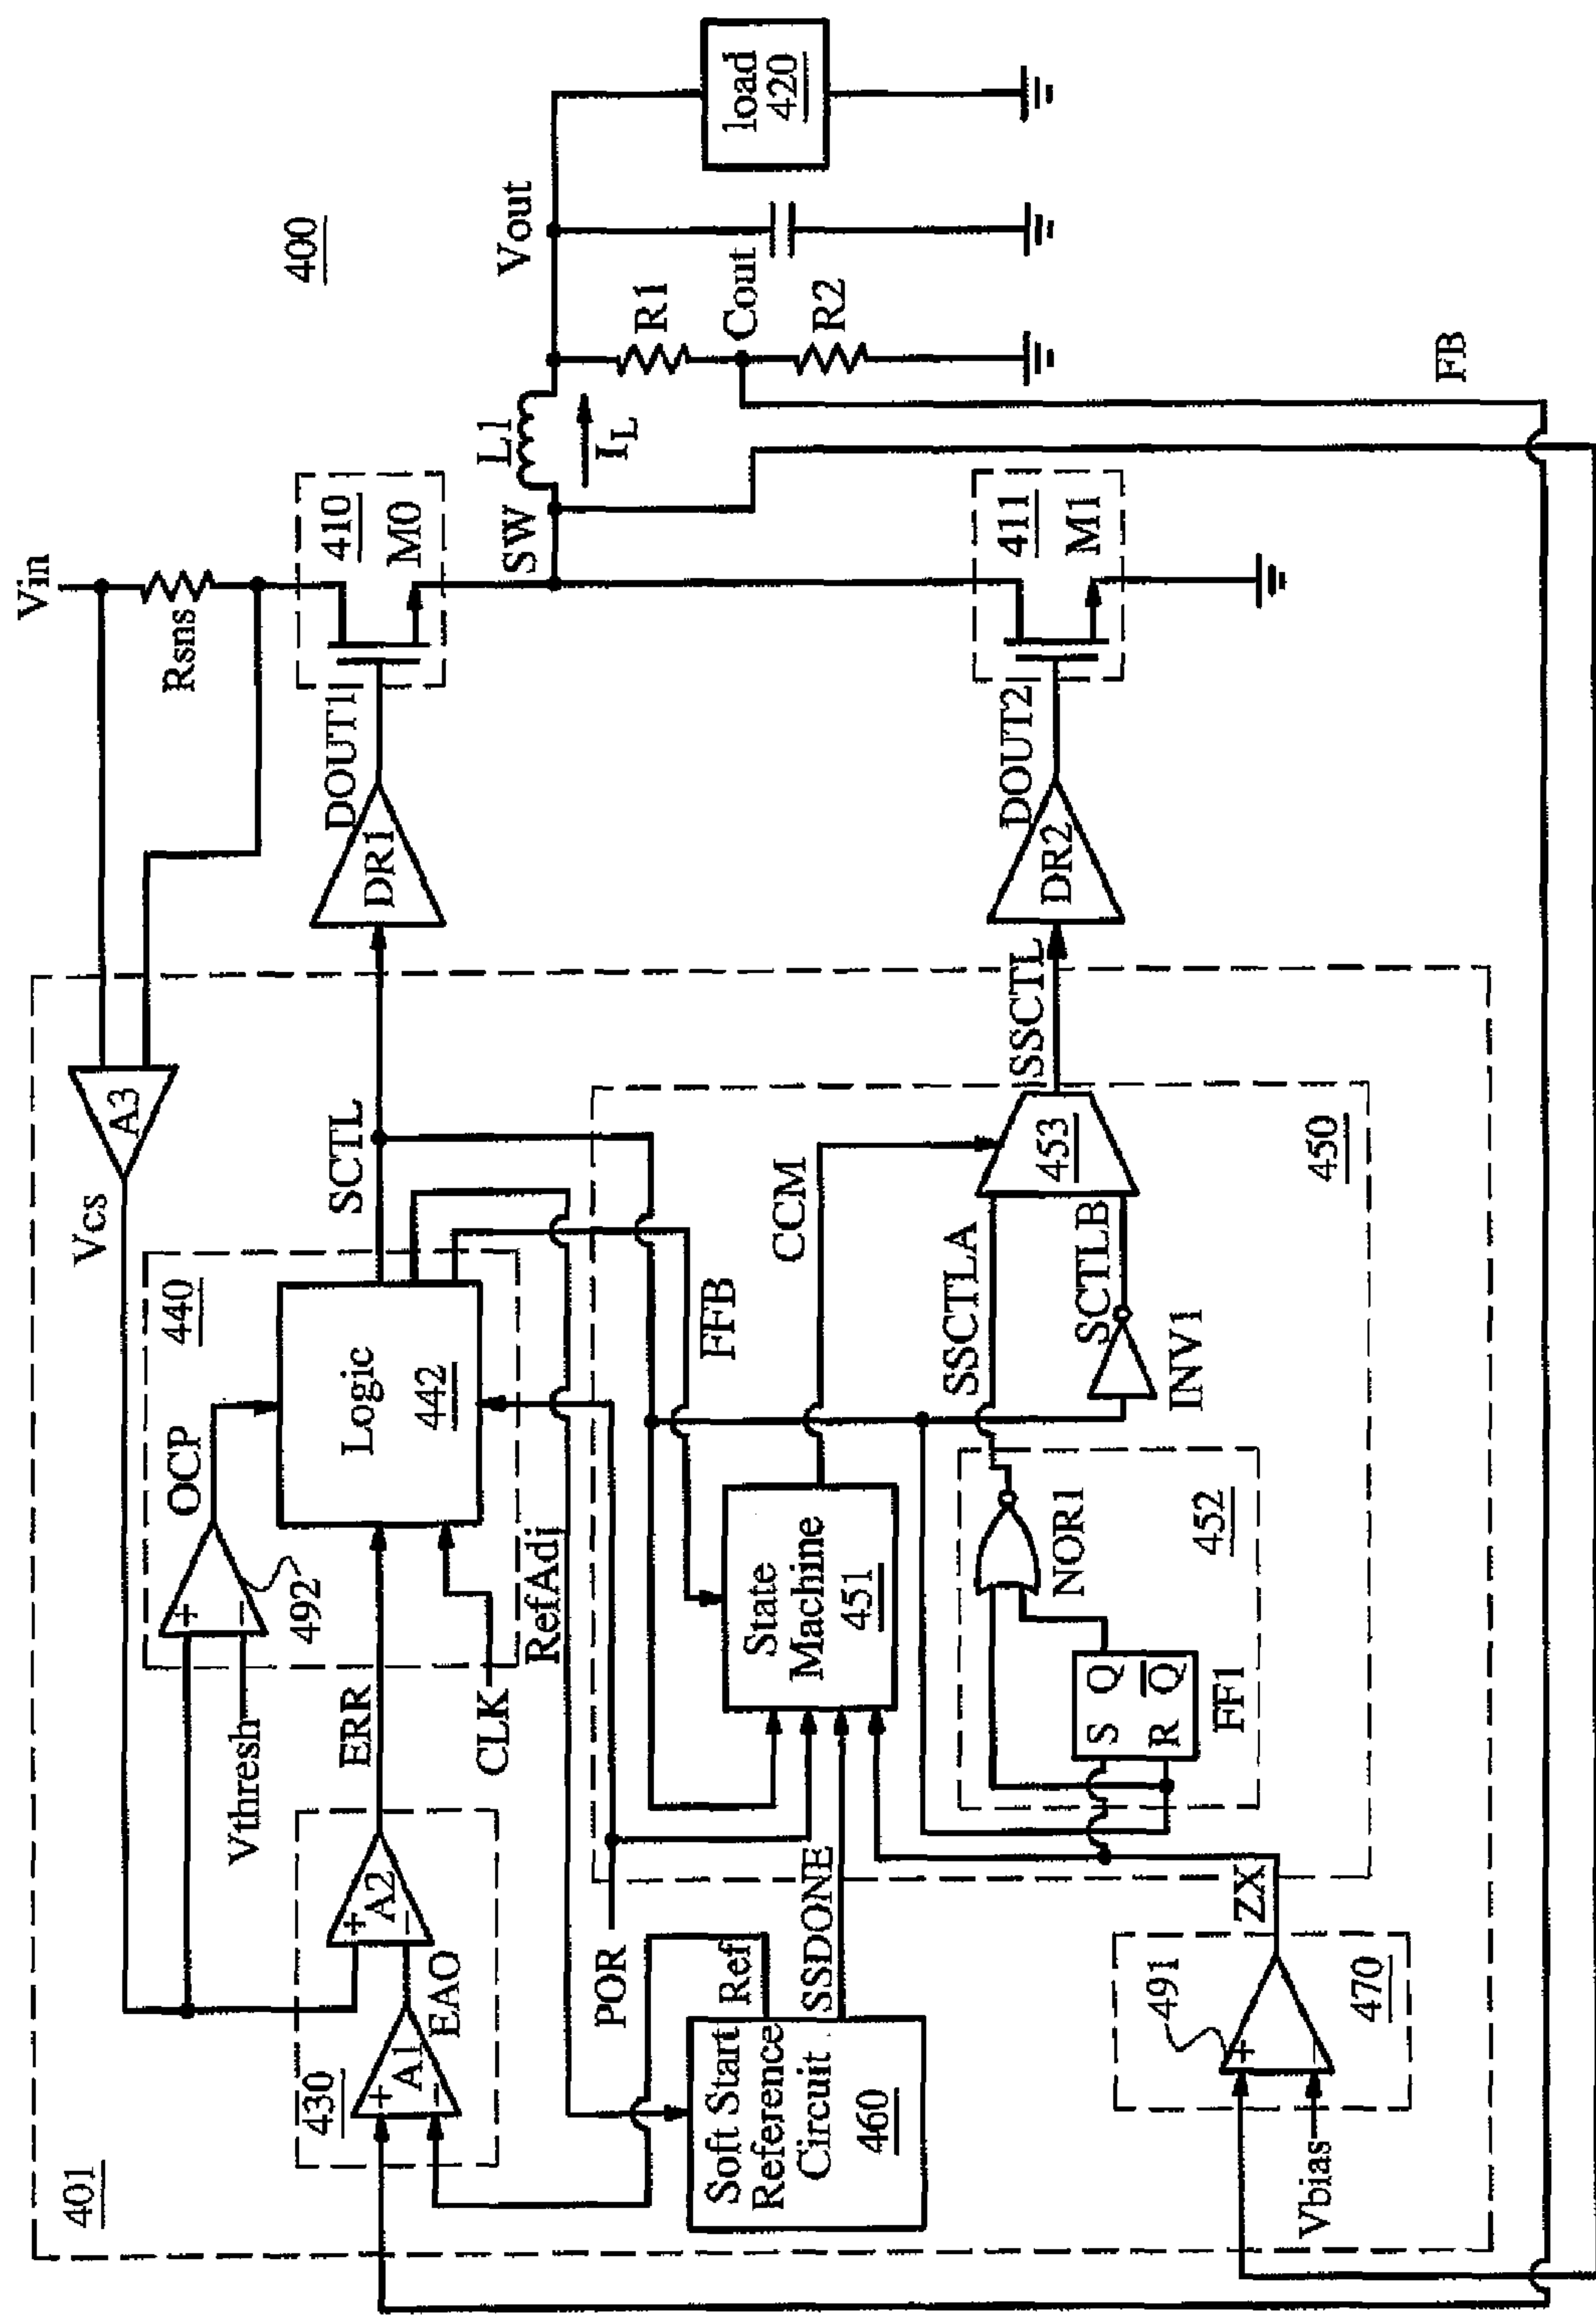 400
Vin
Rsns
410
M0
SW
L1
I_L
Vout
R1
Cout
R2
load
420
FB
DOUT1
DR1
411
M1
DOUT2
DR2
401
A3
Vcs
440
OCP
492
Vthresh
+
−
Logic
442
SCTL
ERR
CLK
RefAdj
430
A1
+
−
EAO
A2
+
−
FFB
450
State
Machine
451
CCM
453
SSCTL
SSCTLA
SCTLB
INV1
452
NOR1
S Q
R Q̅
FF1
POR
Ref
SSDONE
Soft Start
Reference
Circuit
460
ZX
491
470
+
−
Vbias